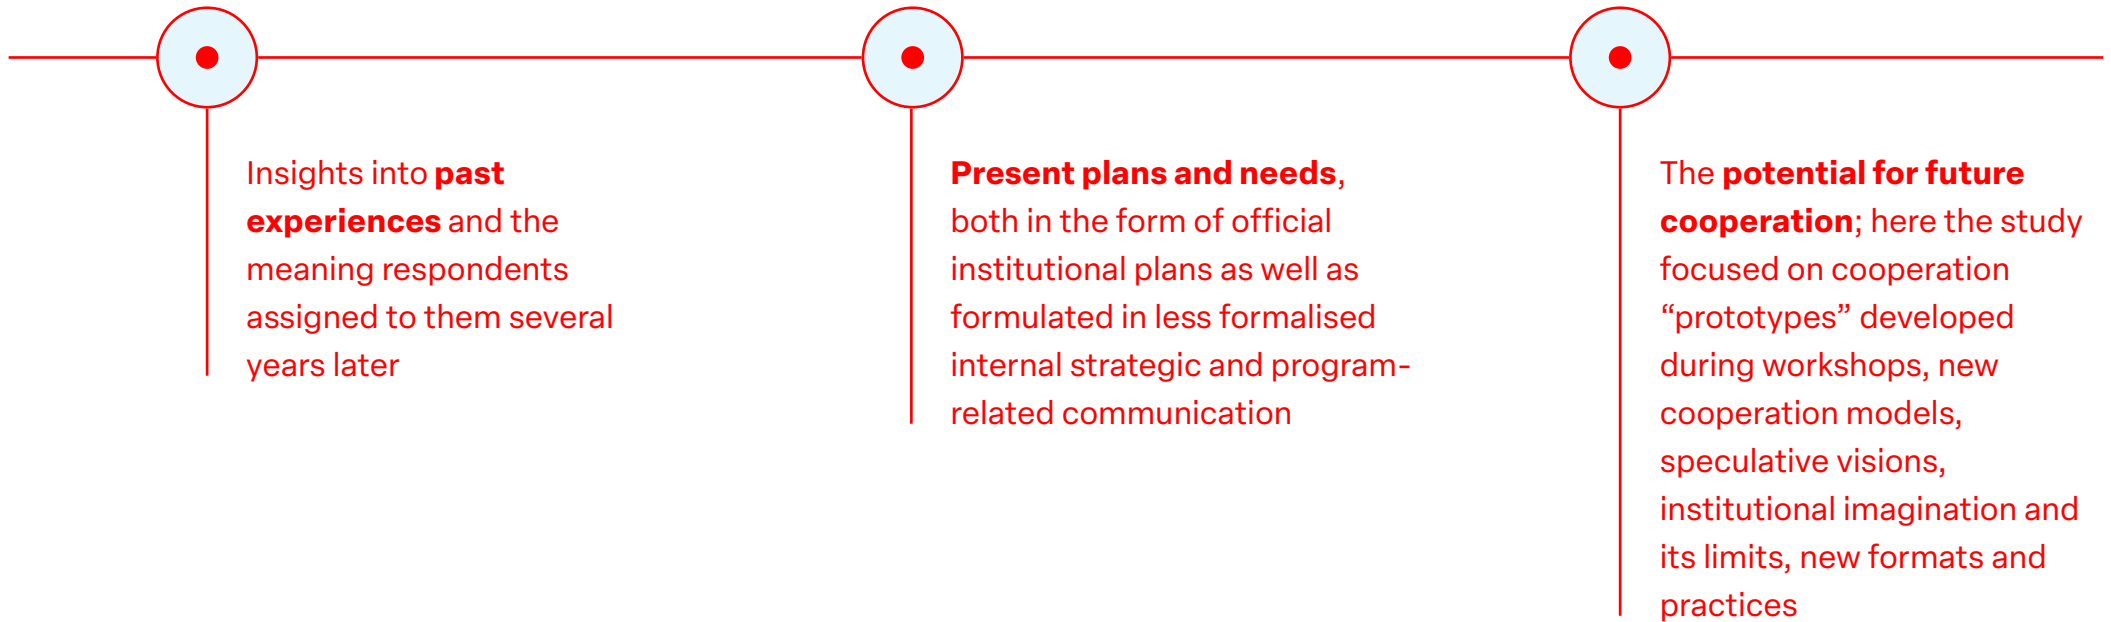 Insights into past
experiences and the
meaning respondents
assigned to them several
years later
Present plans and needs,
both in the form of official
institutional plans as well as
formulated in less formalised
internal strategic and program-
related communication
The potential for future
cooperation; here the study
focused on cooperation
“prototypes” developed
during workshops, new
cooperation models,
speculative visions,
institutional imagination and
its limits, new formats and
practices